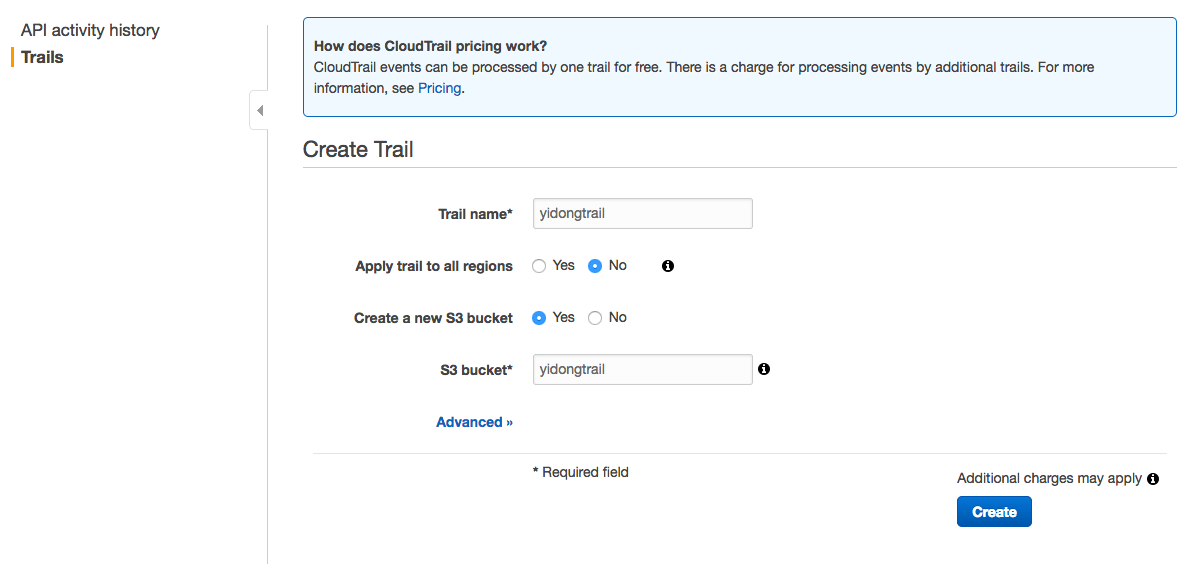 API activity history
Trails
How does CloudTrail pricing work?
CloudTrail events can be processed by one trail for free. There is a charge for processing events by additional trails. For more
information, see Pricing.
Create Trail
Trail name* yidongtrail
Apply trail to all regions Yes No
Create a new S3 bucket Yes No
S3 bucket* yidongtrail
Advanced »
* Required field
Additional charges may apply
Create